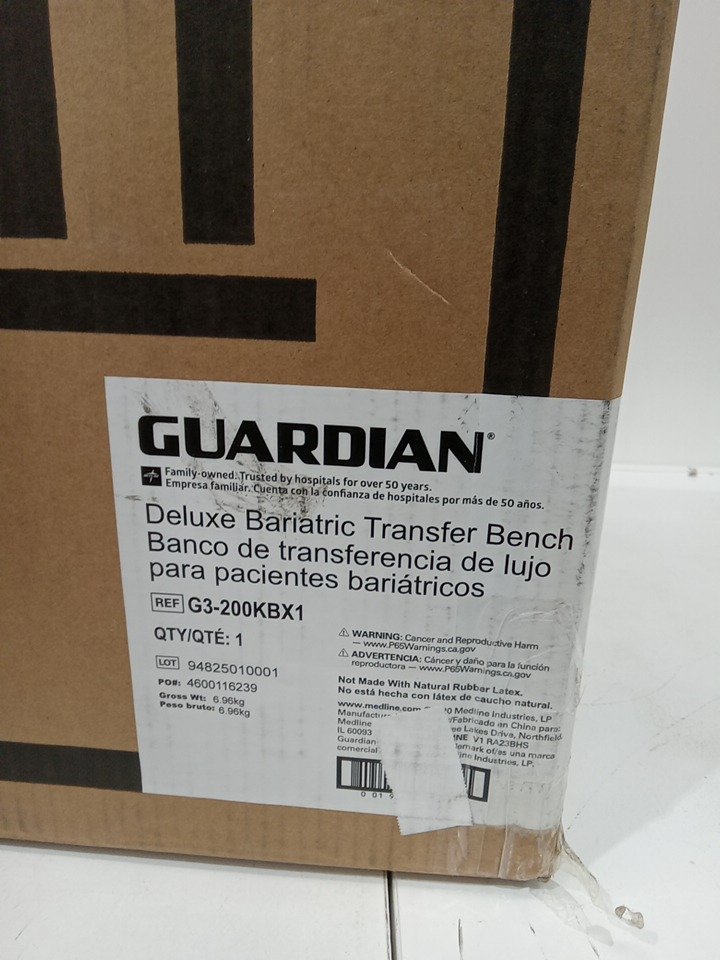 GUARDIAN®
Family-owned. Trusted by hospitals for over 50 years.
Empresa familiar. Cuenta con la confianza de hospitales por más de 50 años.
Deluxe Bariatric Transfer Bench
Banco de transferencia de lujo
para pacientes bariátricos
REF G3-200KBX1
QTY/QTÉ: 1
LOT 94825010001
PO#: 4600116239
Gross Wt: 6.96kg
Peso bruto: 6.96kg
⚠ WARNING: Cancer and Reproductive Harm
— www.P65Warnings.ca.gov
⚠ ADVERTENCIA: Cáncer y daño para la función
reproductora — www.P65Warnings.ca.gov
Not Made With Natural Rubber Latex.
No está hecha con látex de caucho natural.
www.medline.com Medline Industries, LP
/Fabricado en China para:
Medline Lakes Drive, Northfield,
IL 60093 V1 RA23BHS
Guardian of/es una marca
comercial Industries, LP.
0 01